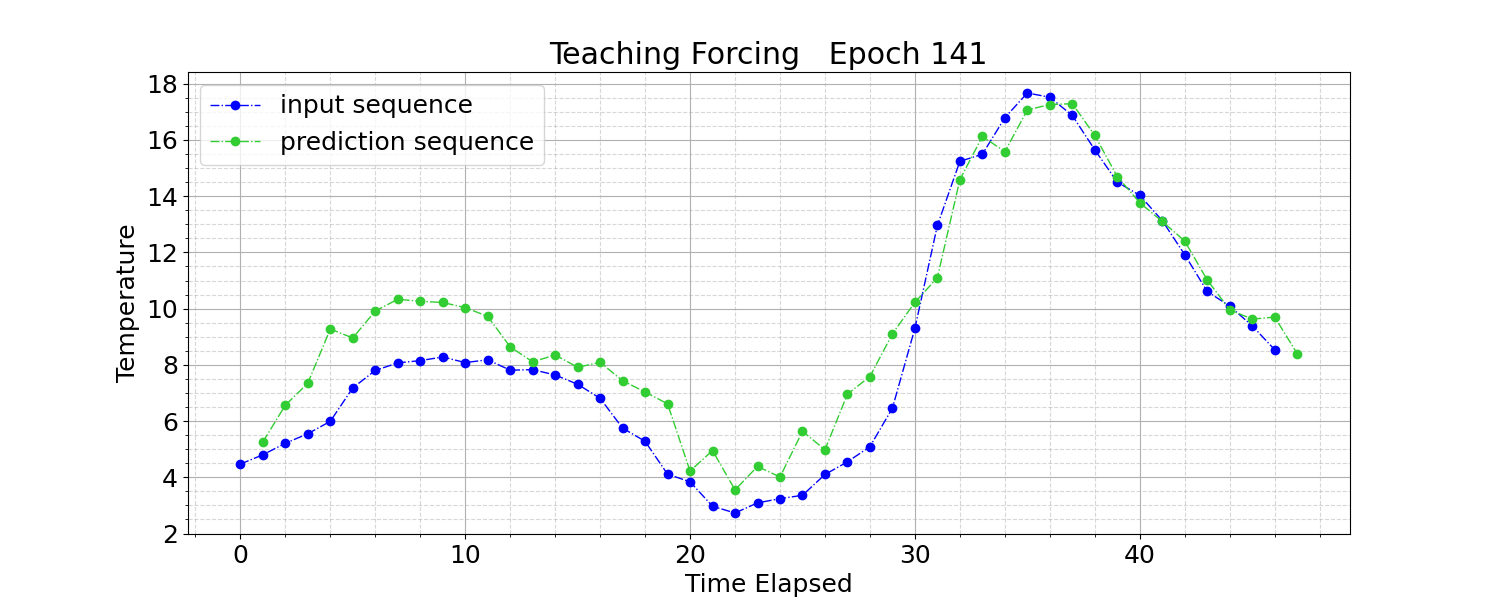 Teaching Forcing   Epoch 141
input sequence
prediction sequence
Temperature
18
16
14
12
10
8
6
4
2
0 10 20 30 40
Time Elapsed